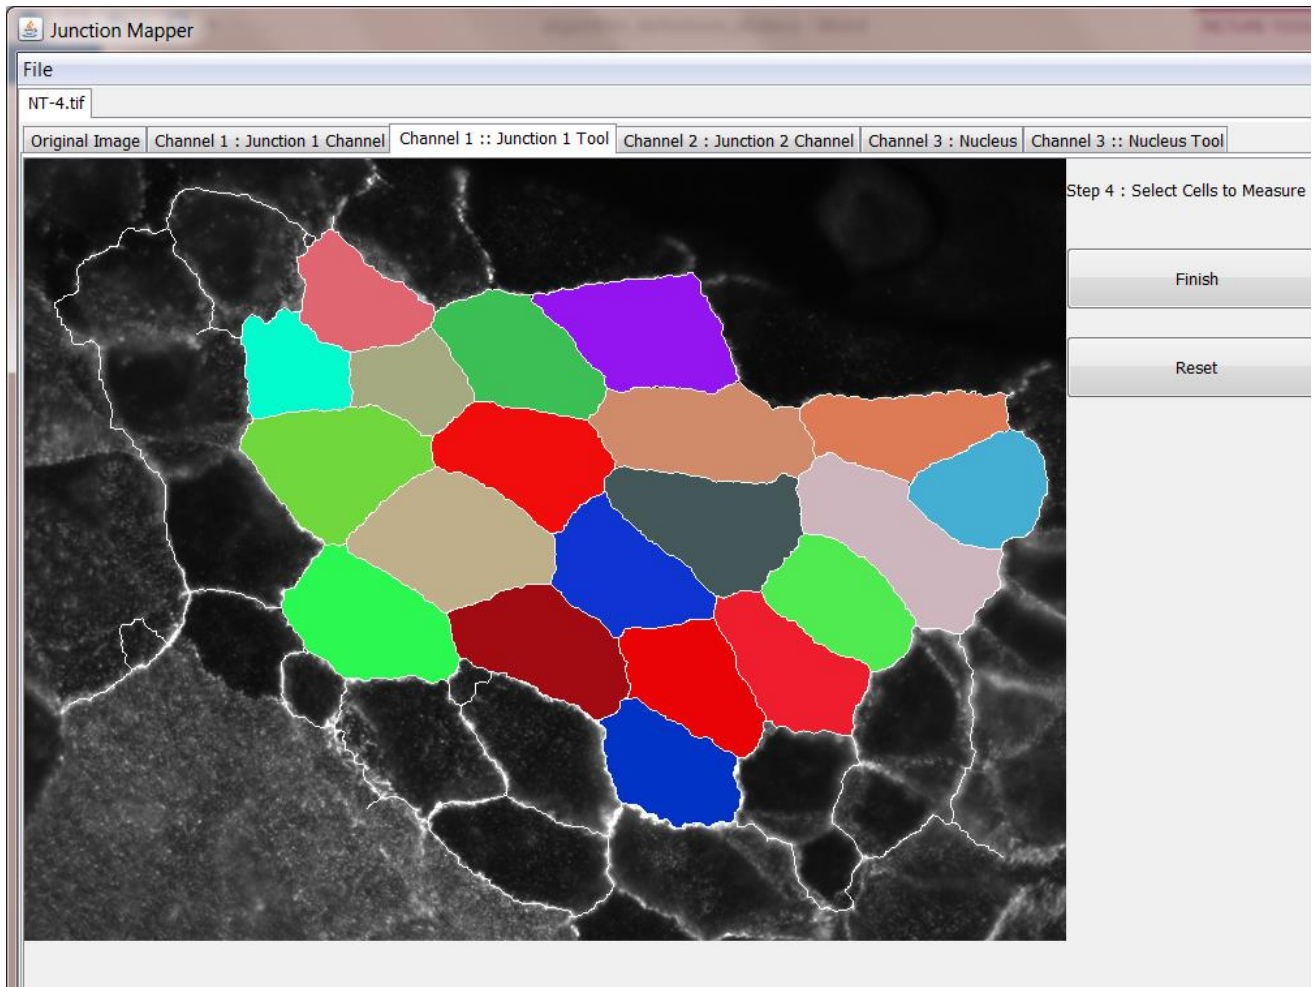 Junction Mapper
File
NT-4.tif
Original Image Channel 1 : Junction 1 Channel Channel 1 :: Junction 1 Tool Channel 2 : Junction 2 Channel Channel 3 : Nucleus Channel 3 :: Nucleus Tool
Step 4 : Select Cells to Measure
Finish
Reset